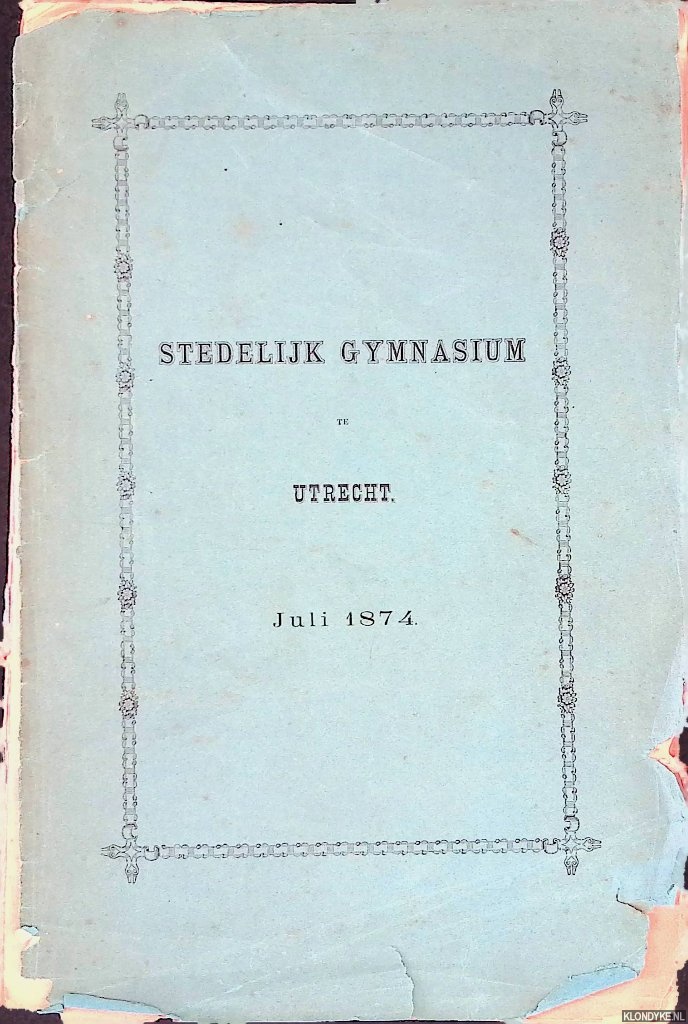 STEDELIJK GYMNASIUM
TE
UTRECHT.
Juli 1874.
KLONDYKE.NL